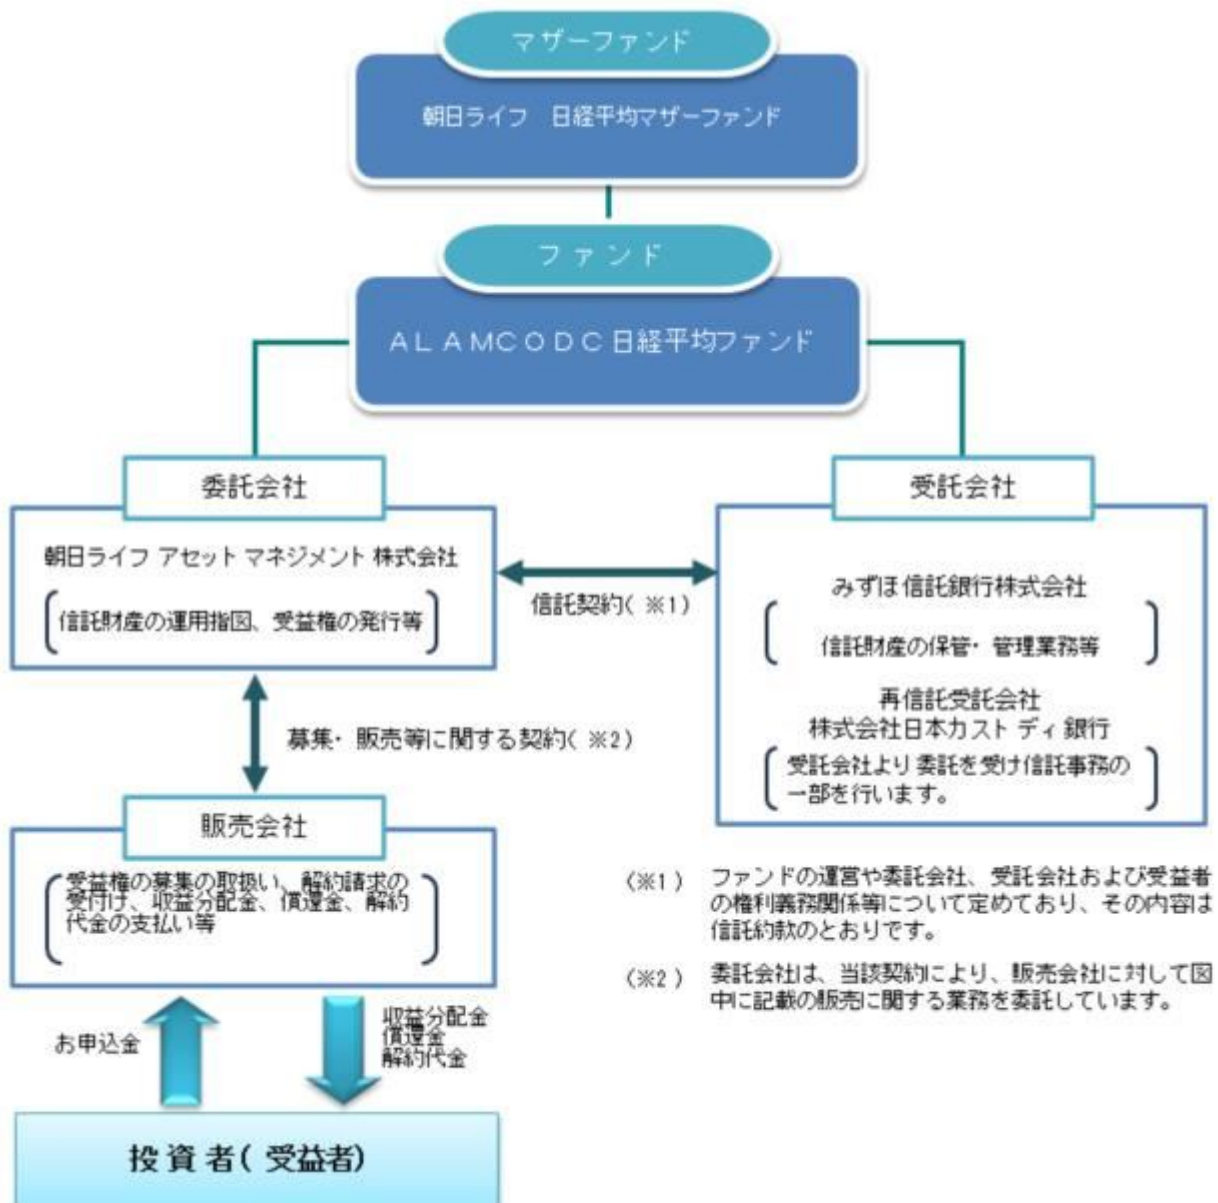 マザーファンド
朝日ライフ 日経平均マザーファンド
ファンド
ALAMCO DC 日経平均ファンド
委託会社
朝日ライフ アセット マネジメント 株式会社
信託財産の運用指図、受益権の発行等
信託契約(※1)
受託会社
みずほ信託銀行株式会社
信託財産の保管・管理業務等
再信託受託会社
株式会社日本カストディ銀行
受託会社より委託を受け信託事務の
一部を行います。
募集・販売等に関する契約(※2)
販売会社
受益権の募集の取扱い、解約請求の
受付け、収益分配金、償還金、解約
代金の支払い等
(※1) ファンドの運営や委託会社、受託会社および受益者
の権利義務関係等について定めており、その内容は
信託約款のとおりです。
(※2) 委託会社は、当該契約により、販売会社に対して図
中に記載の販売に関する業務を委託しています。
お申込金
収益分配金
償還金
解約代金
投資者(受益者)